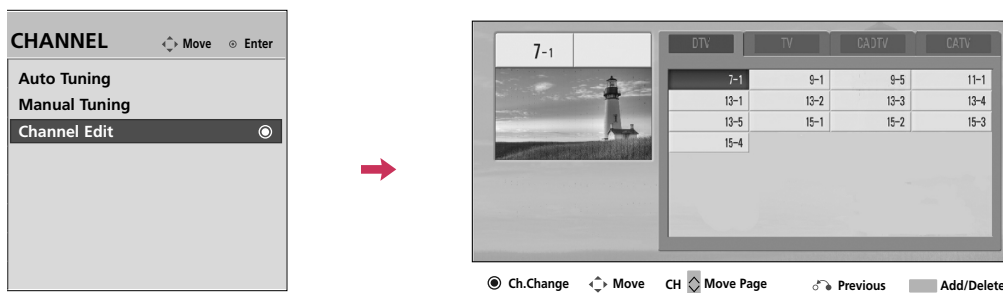 CHANNEL Move Enter
Auto Tuning
Manual Tuning
Channel Edit
7-1
DTV TV CADTV CATV
7-1 9-1 9-5 11-1
13-1 13-2 13-3 13-4
13-5 15-1 15-2 15-3
15-4
Ch.Change Move CH Move Page Previous Add/Delete